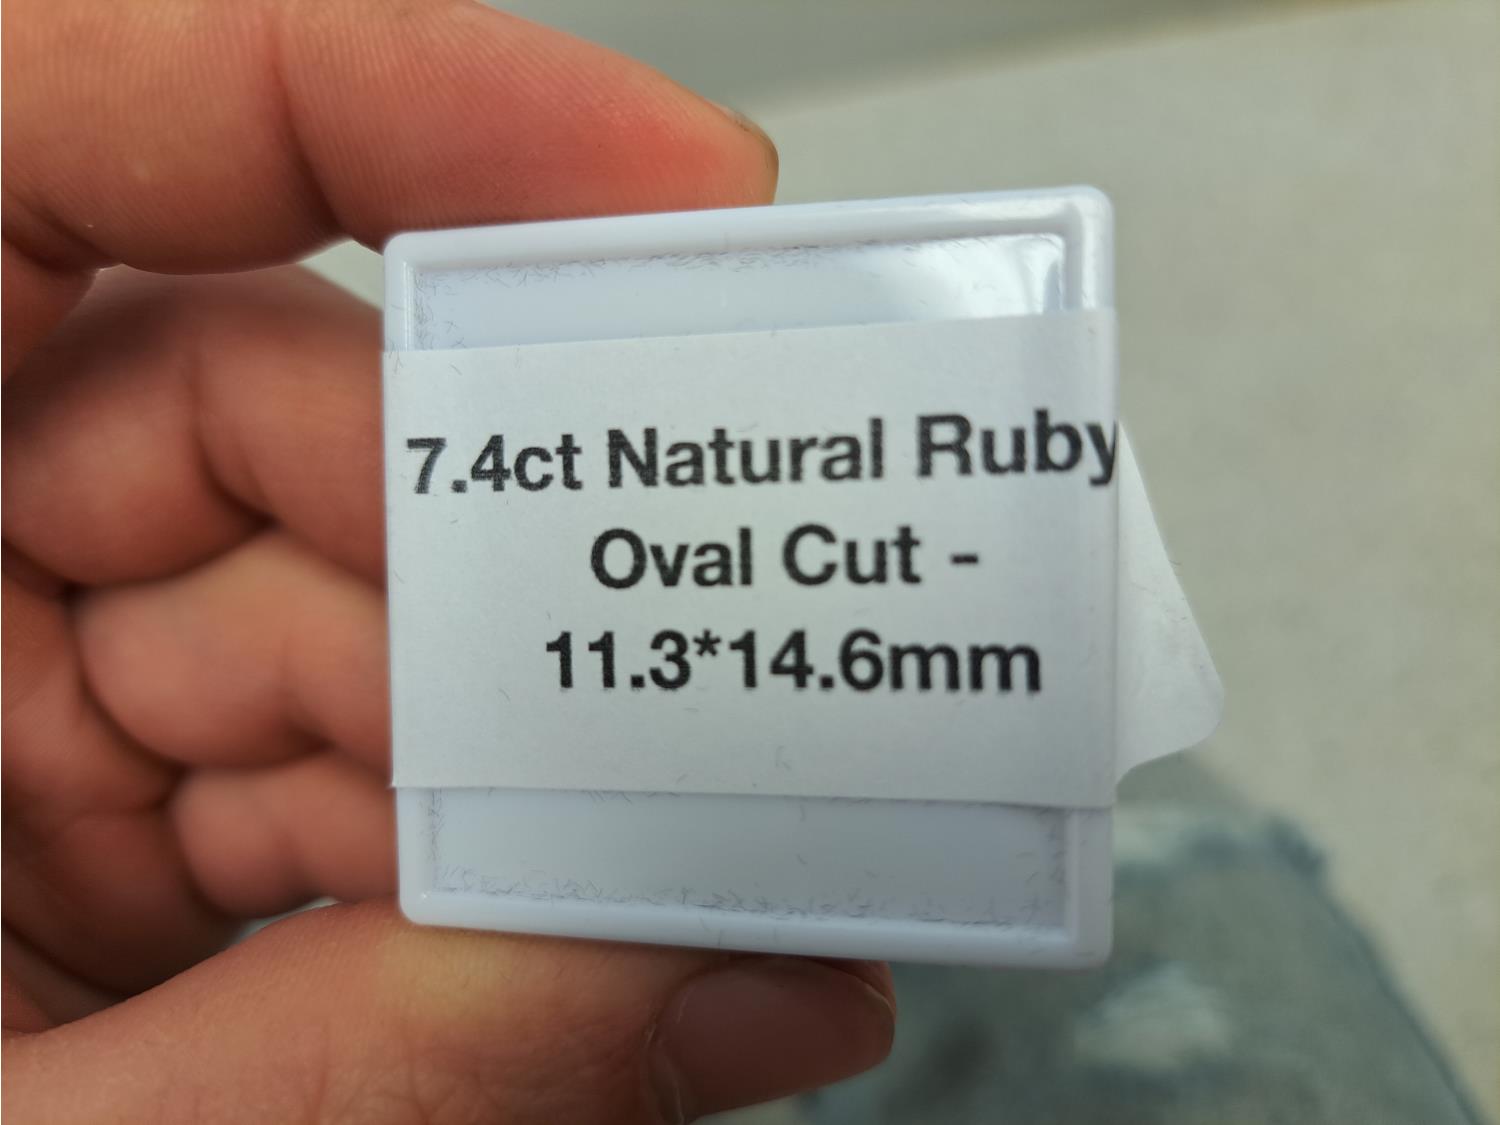 7.4ct Natural Ruby
Oval Cut -
11.3*14.6mm